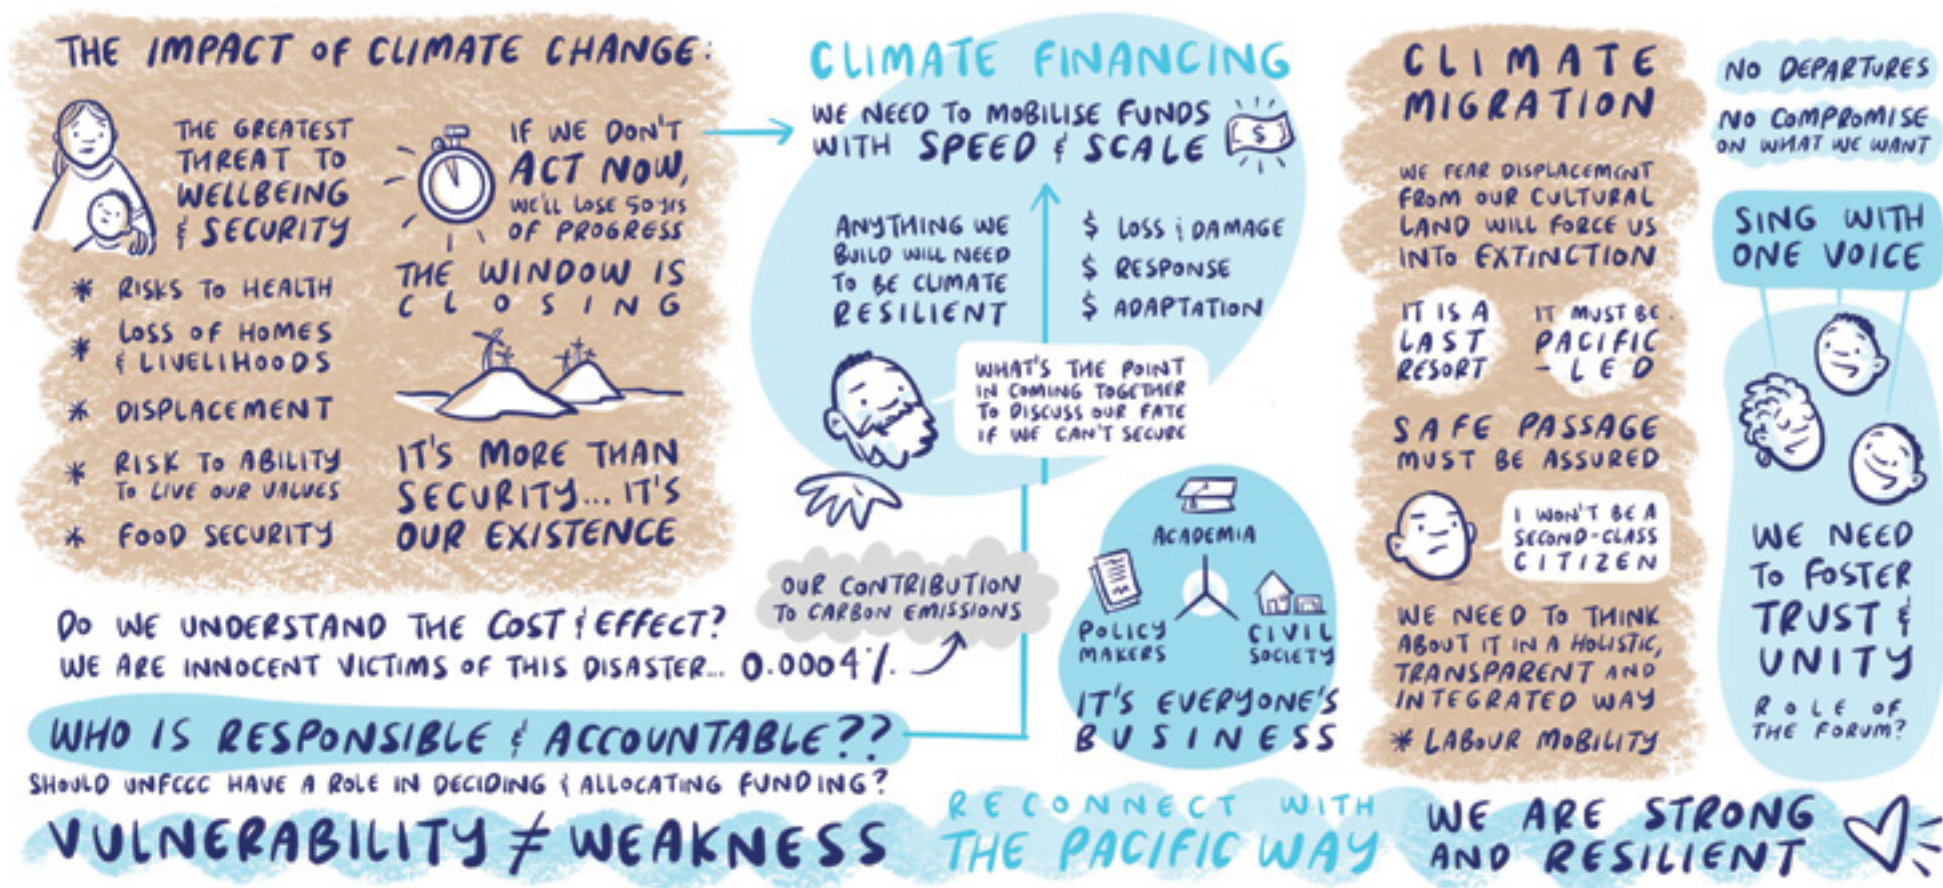 THE IMPACT OF CLIMATE CHANGE:
THE GREATEST
THREAT TO
WELLBEING
& SECURITY
* RISKS TO HEALTH
* LOSS OF HOMES
& LIVELIHOODS
* DISPLACEMENT
* RISK TO ABILITY
TO LIVE OUR VALUES
* FOOD SECURITY
IF WE DON'T
ACT NOW,
WE'LL LOSE 50 yrs
OF PROGRESS
THE WINDOW IS
CLOSING
IT'S MORE THAN
SECURITY... IT'S
OUR EXISTENCE
DO WE UNDERSTAND THE COST & EFFECT?
WE ARE INNOCENT VICTIMS OF THIS DISASTER... 0.0004%.
OUR CONTRIBUTION
TO CARBON EMISSIONS
WHO IS RESPONSIBLE & ACCOUNTABLE??
SHOULD UNFCCC HAVE A ROLE IN DECIDING & ALLOCATING FUNDING?
VULNERABILITY ≠ WEAKNESS
CLIMATE FINANCING
WE NEED TO MOBILISE FUNDS
WITH SPEED & SCALE
$
ANYTHING WE
BUILD WILL NEED
TO BE CLIMATE
RESILIENT
$ LOSS & DAMAGE
$ RESPONSE
$ ADAPTATION
WHAT'S THE POINT
IN COMING TOGETHER
TO DISCUSS OUR FATE
IF WE CAN'T SECURE
ACADEMIA
POLICY
MAKERS
CIVIL
SOCIETY
IT'S EVERYONE'S
BUSINESS
RECONNECT WITH
THE PACIFIC WAY
CLIMATE
MIGRATION
WE FEAR DISPLACEMENT
FROM OUR CULTURAL
LAND WILL FORCE US
INTO EXTINCTION
IT IS A
LAST
RESORT
IT MUST BE
PACIFIC
- LED
SAFE PASSAGE
MUST BE ASSURED
I WON'T BE A
SECOND-CLASS
CITIZEN
WE NEED TO THINK
ABOUT IT IN A HOLISTIC,
TRANSPARENT AND
INTEGRATED WAY
* LABOUR MOBILITY
NO DEPARTURES
NO COMPROMISE
ON WHAT WE WANT
SING WITH
ONE VOICE
WE NEED
TO FOSTER
TRUST &
UNITY
ROLE OF
THE FORUM?
WE ARE STRONG
AND RESILIENT